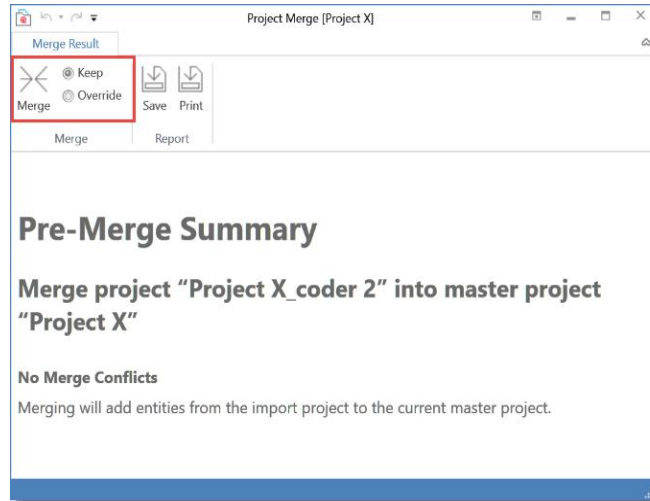 Project Merge [Project X]
Merge Result
Merge
Keep
Override
Save
Print
Merge
Report
Pre-Merge Summary
Merge project “Project X_coder 2” into master project
“Project X”
No Merge Conflicts
Merging will add entities from the import project to the current master project.